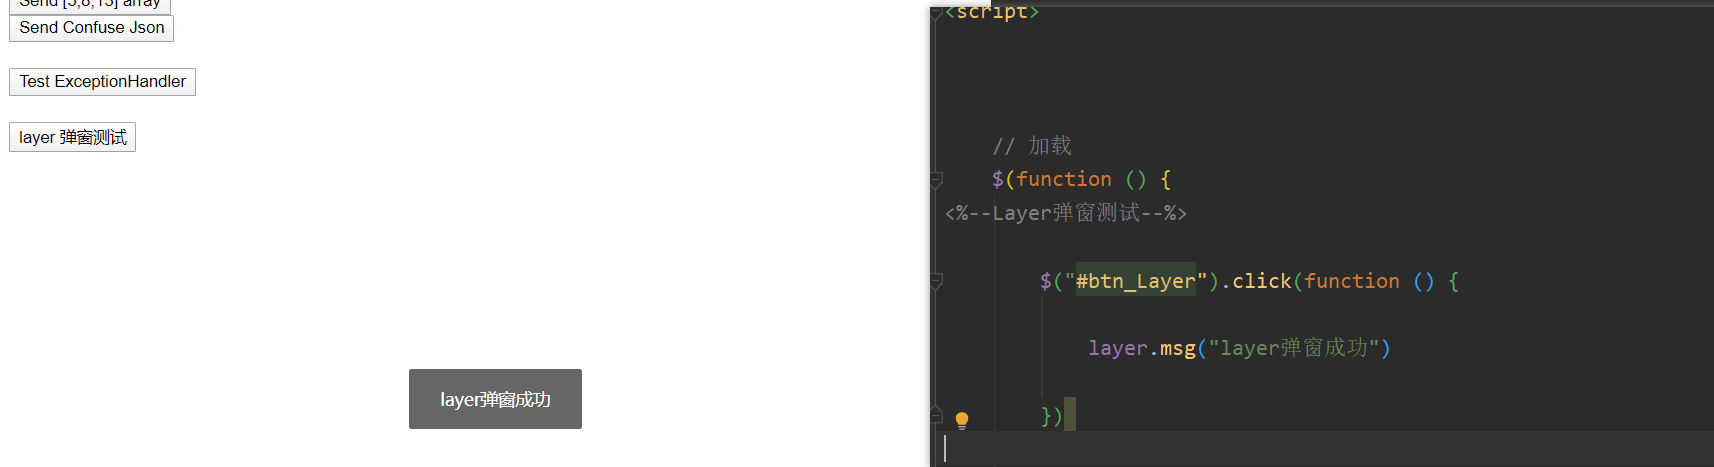 Send [5,8,13] array
Send Confuse Json
Test ExceptionHandler
layer 弹窗测试
layer弹窗成功
<script>
// 加载
$(function () {
<%--Layer弹窗测试--%>
$("#btn_Layer").click(function () {
layer.msg("layer弹窗成功")
})